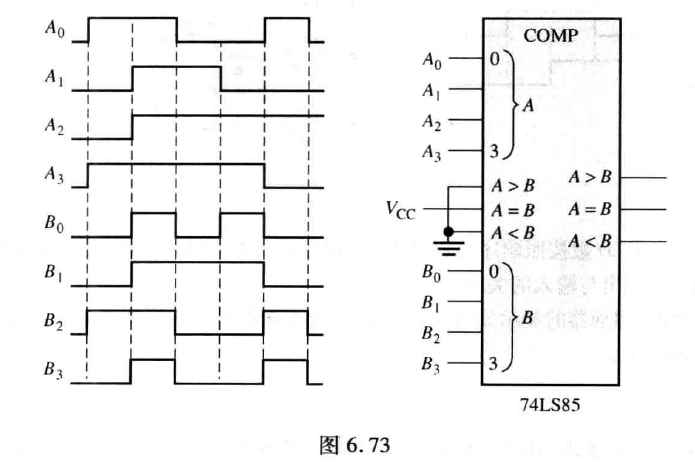 A0
A1
A2
A3
B0
B1
B2
B3
COMP
A0 0
A1
A2
A3 3
A
A > B
VCC A = B
A < B
A > B
A = B
A < B
B0 0
B1
B2
B3 3
B
74LS85
图 6.73